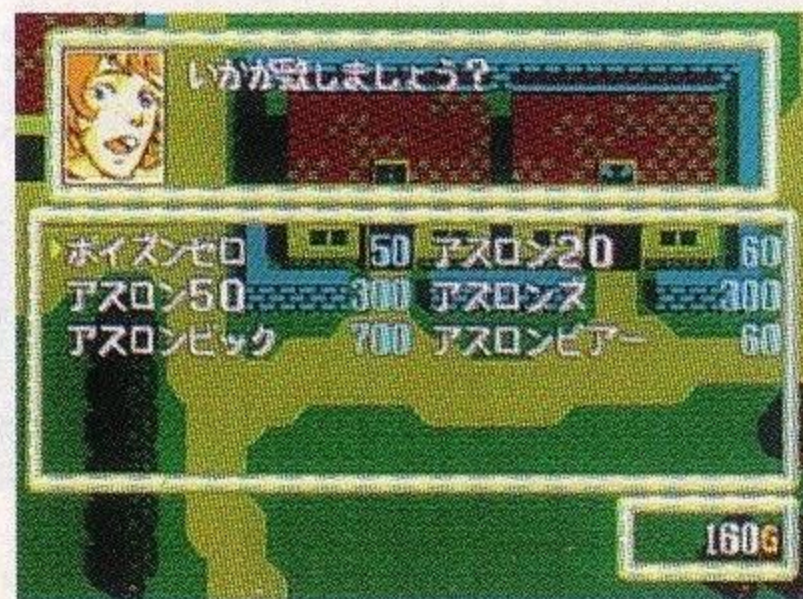 いかが致しましょう?
ポイズンゼロ 50 アスロン20 60
アスロン50 300 アスロンズ 300
アスロンビック 700 アスロンビアー 60
160G